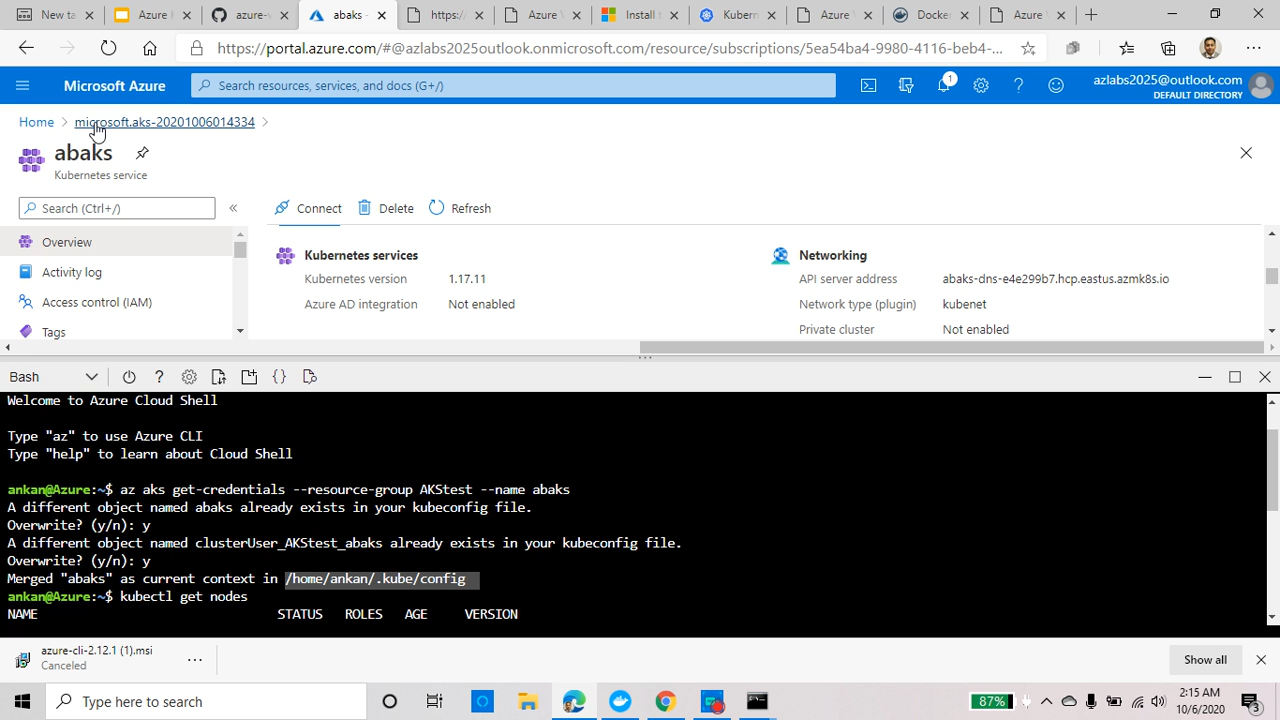 New ta
Azure K
azure-v
abaks -
https:/
Azure V
Install t
Kubern
Azure V
Docke
Azure
https://portal.azure.com/#@azlabs2025outlook.onmicrosoft.com/resource/subscriptions/5ea54ba4-9980-4116-beb4-...
Microsoft Azure
Search resources, services, and docs (G+/)
1
azlabs2025@outlook.com
DEFAULT DIRECTORY
Home > microsoft.aks-20201006014334 >
abaks
Kubernetes service
Search (Ctrl+/)
«
Connect
Delete
Refresh
Overview
Activity log
Access control (IAM)
Tags
Kubernetes services
Kubernetes version 1.17.11
Azure AD integration Not enabled
Networking
API server address abaks-dns-e4e299b7.hcp.eastus.azmk8s.io
Network type (plugin) kubenet
Private cluster Not enabled
Bash
Welcome to Azure Cloud Shell
Type "az" to use Azure CLI
Type "help" to learn about Cloud Shell
ankan@Azure:~$ az aks get-credentials --resource-group AKStest --name abaks
A different object named abaks already exists in your kubeconfig file.
Overwrite? (y/n): y
A different object named clusterUser_AKStest_abaks already exists in your kubeconfig file.
Overwrite? (y/n): y
Merged "abaks" as current context in /home/ankan/.kube/config
ankan@Azure:~$ kubectl get nodes
NAME STATUS ROLES AGE VERSION
azure-cli-2.12.1 (1).msi
Canceled
Show all
Type here to search
87%
2:15 AM
10/6/2020
3